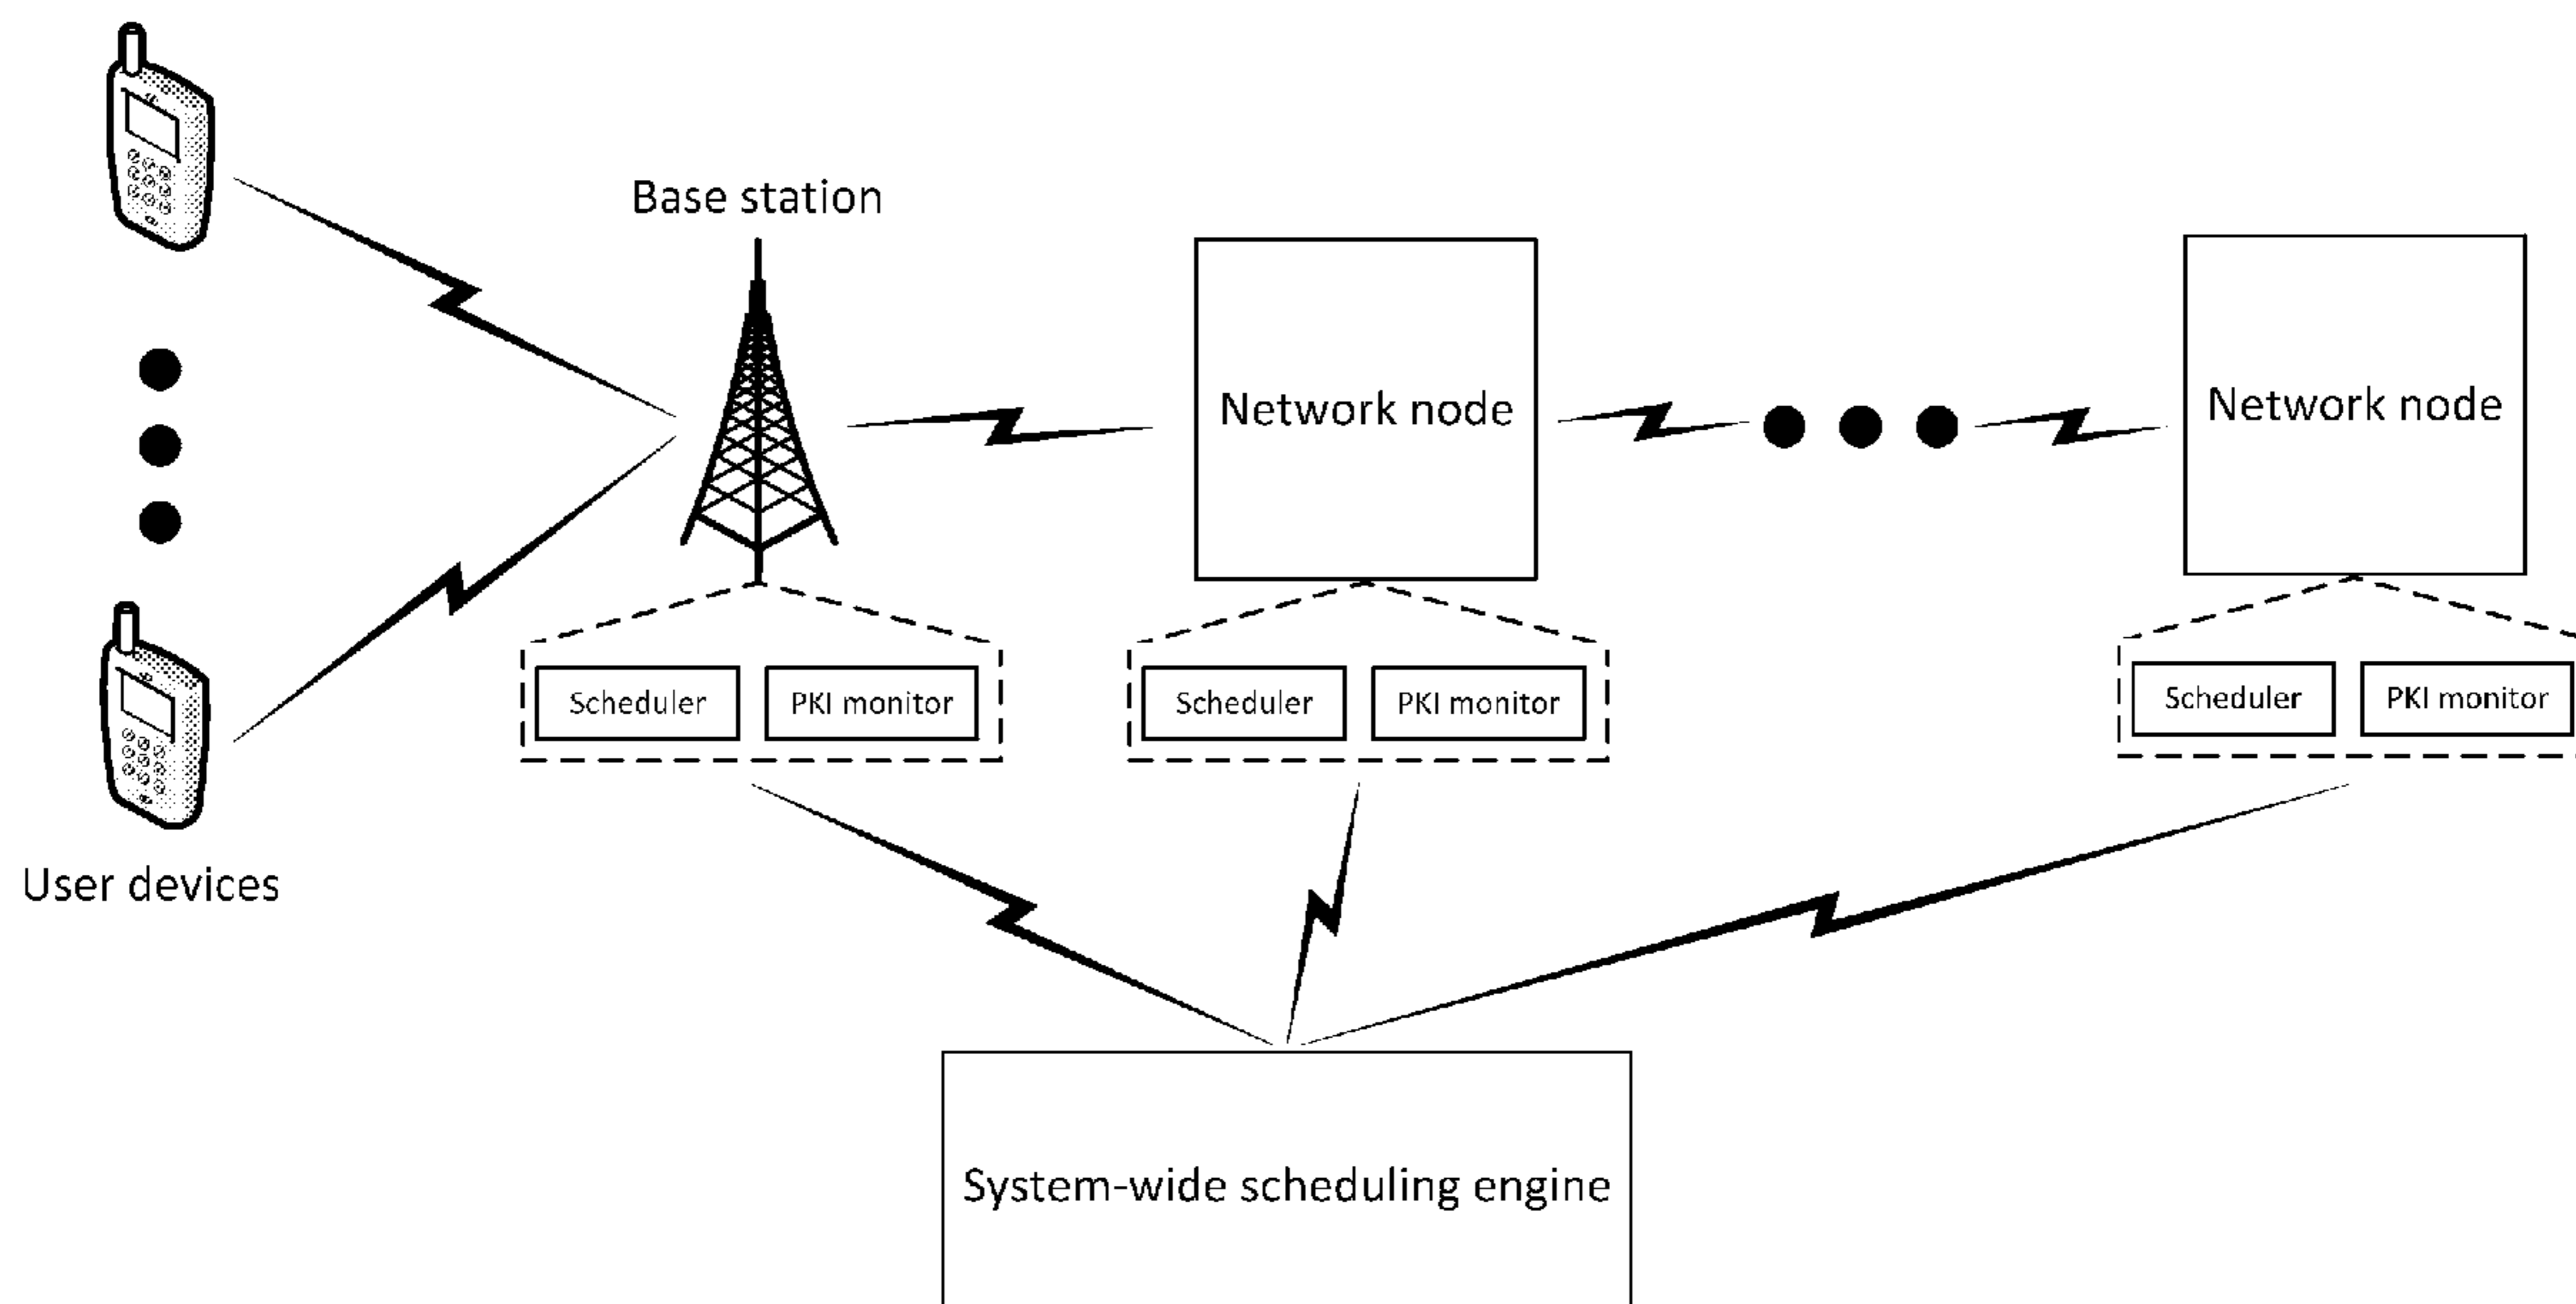 Base station
Network node
Network node
Scheduler
PKI monitor
Scheduler
PKI monitor
Scheduler
PKI monitor
User devices
System-wide scheduling engine